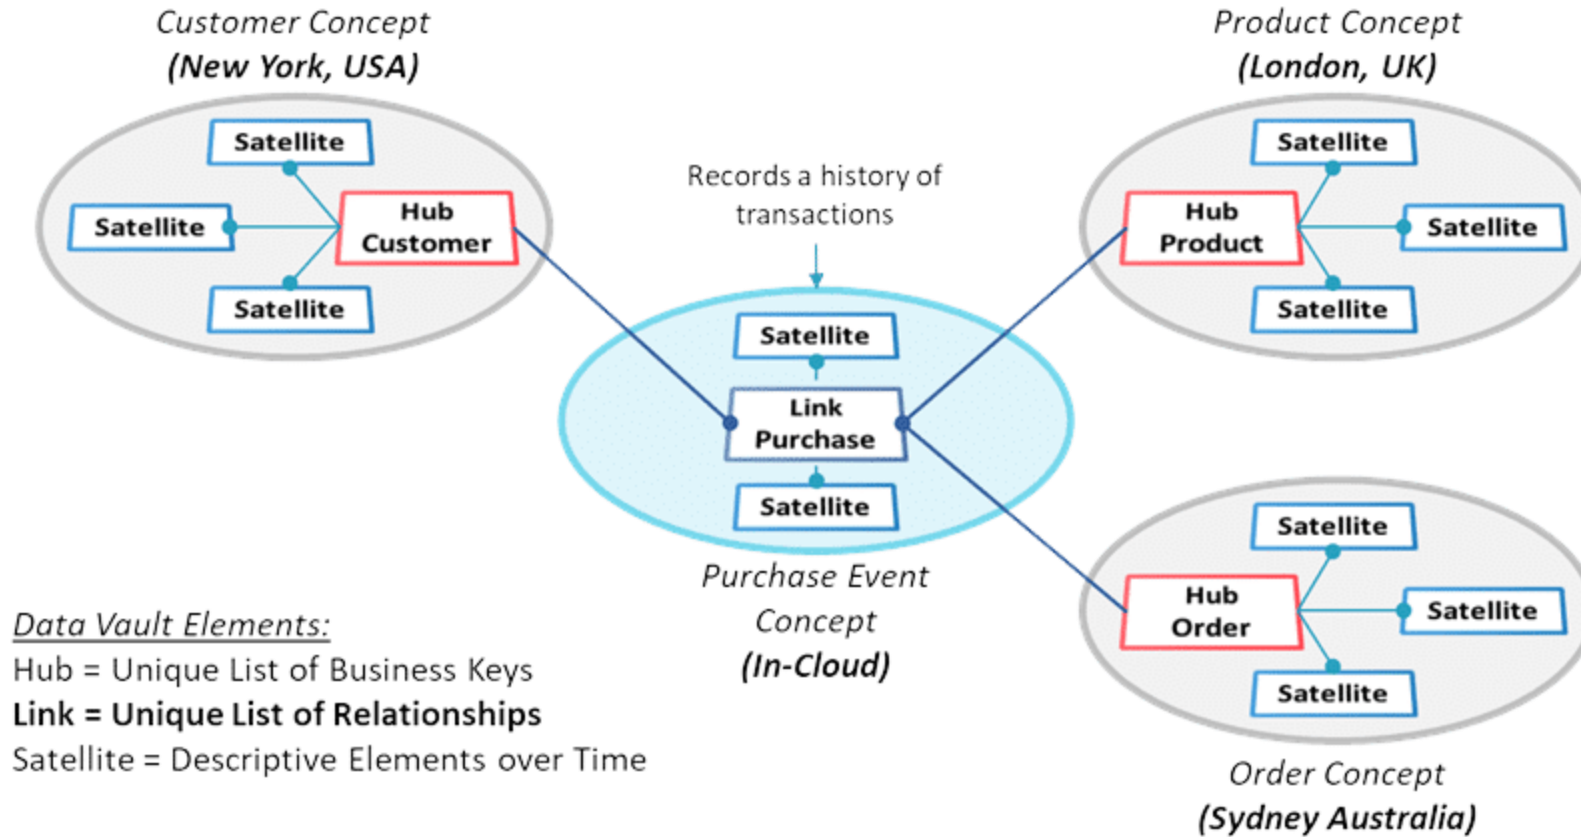 Customer Concept
(New York, USA)
Satellite
Satellite
Hub
Customer
Satellite
Records a history of
transactions
Product Concept
(London, UK)
Satellite
Hub
Product
Satellite
Satellite
Satellite
Link
Purchase
Satellite
Purchase Event
Concept
(In-Cloud)
Satellite
Hub
Order
Satellite
Satellite
Order Concept
(Sydney Australia)
Data Vault Elements:
Hub = Unique List of Business Keys
Link = Unique List of Relationships
Satellite = Descriptive Elements over Time